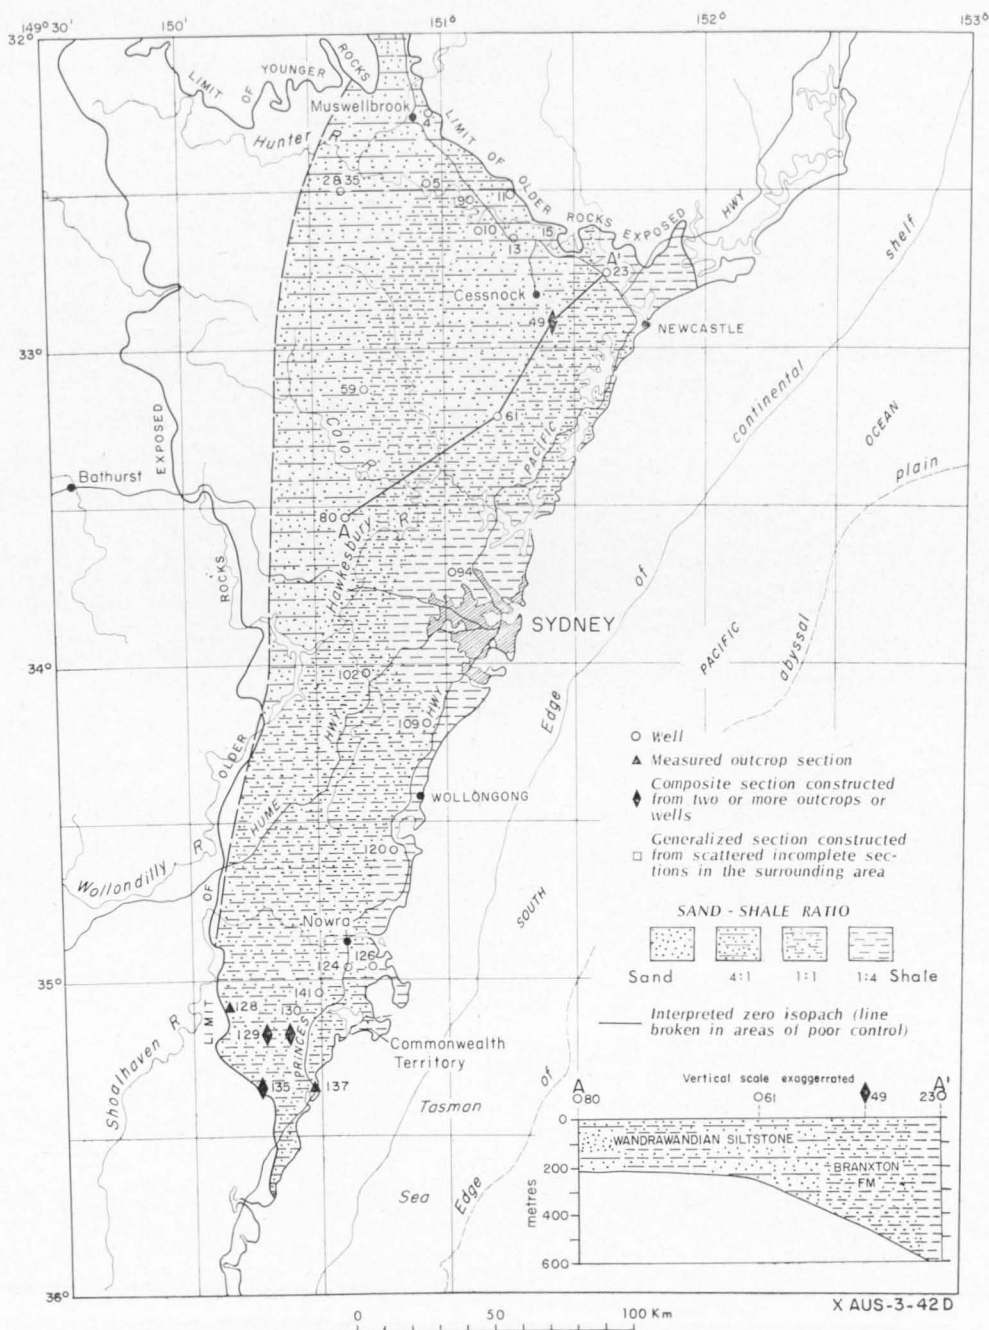 149° 30'
150°
151°
152°
153°
32°
LIMIT OF YOUNGER ROCKS
Muswellbrook
4
Hunter R
LIMIT OF OLDER ROCKS EXPOSED
28 35
5
9
11
10
13
15
A'
23
HWY
shelf
Cessnock
49
NEWCASTLE
33°
59
Colo R
61
PACIFIC
continental
OCEAN
plain
EXPOSED
Bathurst
80
A
Hawkesbury R
ROCKS
94
of
SYDNEY
PACIFIC
abyssal
34°
102
HWY
HWY
109
Edge
OLDER
WOLLONGONG
HUME
Wollondilly R
120
OF
SOUTH
Nowra
126
124
35°
141
LIMIT
128
130
129
PRINCES
Commonwealth
Territory
135
137
Shoalhaven R
Tasman
of
Sea
Edge
36°
Well
Measured outcrop section
Composite section constructed
from two or more outcrops or
wells
Generalized section constructed
from scattered incomplete sec-
tions in the surrounding area
SAND - SHALE RATIO
Sand 4:1 1:1 1:4 Shale
Interpreted zero isopach (line
broken in areas of poor control)
Vertical scale exaggerrated
A A'
80 61 49 23
0
WANDRAWANDIAN SILTSTONE
200
BRANXTON
FM
metres
400
600
X AUS-3-42 D
0 50 100 Km